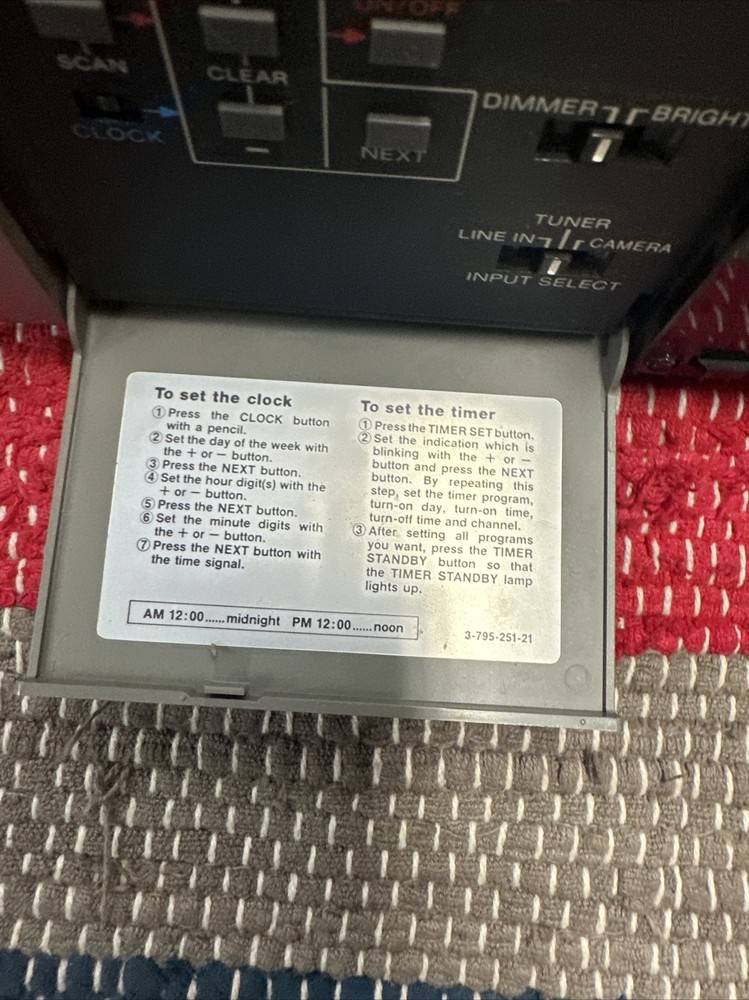 ON/OFF
SCAN
CLEAR
CLOCK
–
NEXT
DIMMER BRIGHT
TUNER
LINE IN CAMERA
INPUT SELECT
To set the clock
① Press the CLOCK button
with a pencil.
② Set the day of the week with
the + or – button.
③ Press the NEXT button.
④ Set the hour digit(s) with the
+ or – button.
⑤ Press the NEXT button.
⑥ Set the minute digits with
the + or – button.
⑦ Press the NEXT button with
the time signal.
To set the timer
① Press the TIMER SET button.
② Set the indication which is
blinking with the + or –
button and press the NEXT
button. By repeating this
step, set the timer program,
turn-on day, turn-on time,
turn-off time and channel.
③ After setting all programs
you want, press the TIMER
STANDBY button so that
the TIMER STANDBY lamp
lights up.
AM 12:00......midnight PM 12:00......noon
3-795-251-21